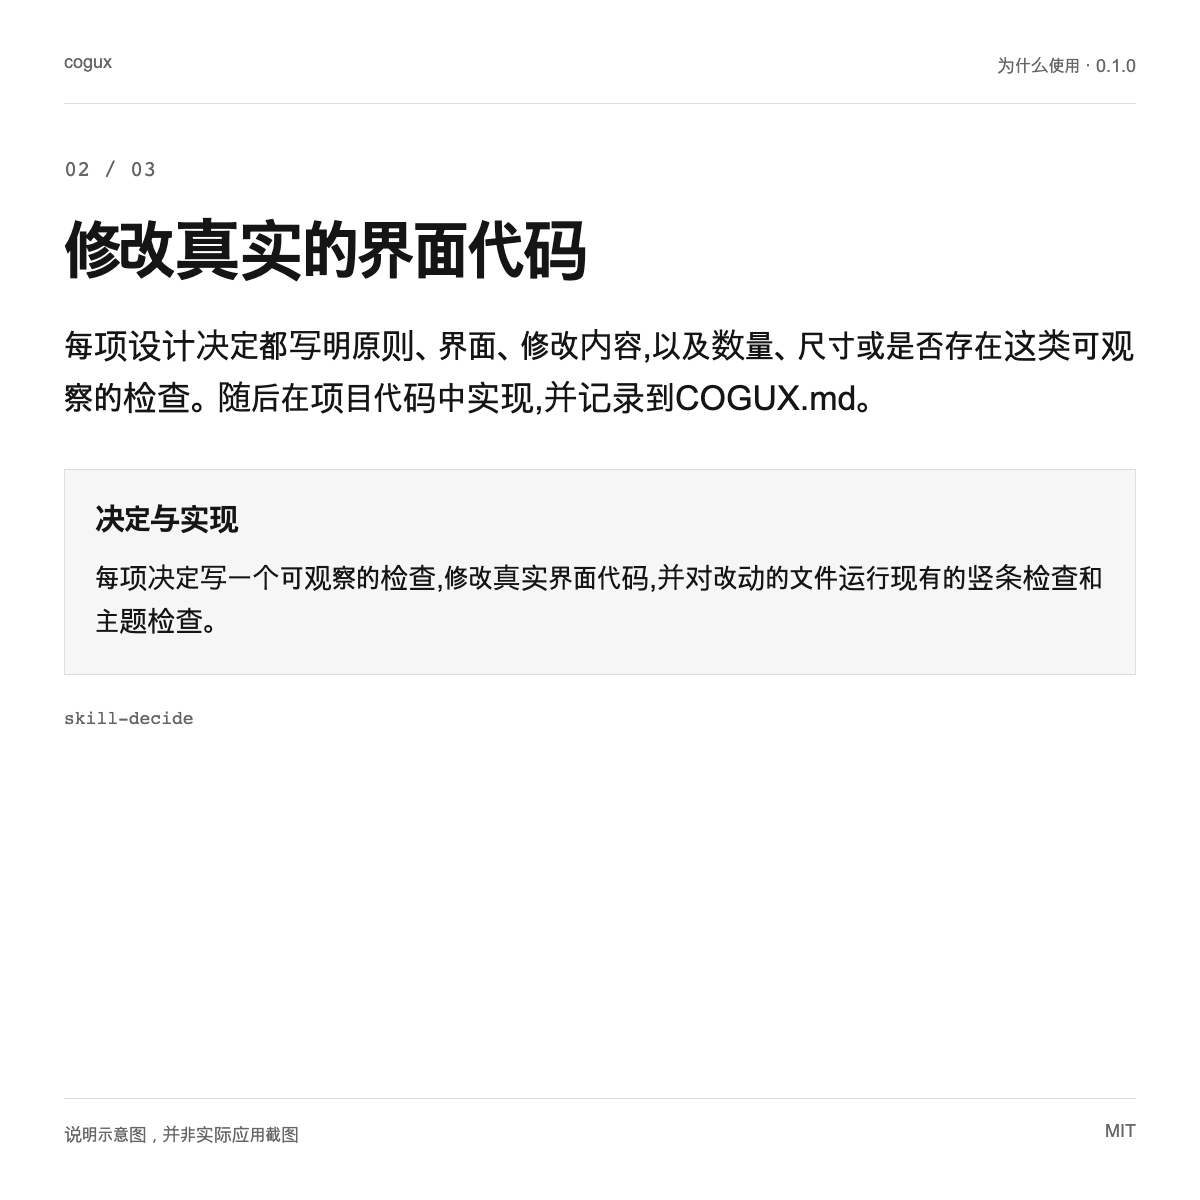 cogux
为什么使用 · 0.1.0
02 / 03
修改真实的界面代码
每项设计决定都写明原则、界面、修改内容,以及数量、尺寸或是否存在这类可观
察的检查。随后在项目代码中实现,并记录到COGUX.md。
决定与实现
每项决定写一个可观察的检查,修改真实界面代码,并对改动的文件运行现有的竖条检查和
主题检查。
skill-decide
说明示意图，并非实际应用截图
MIT